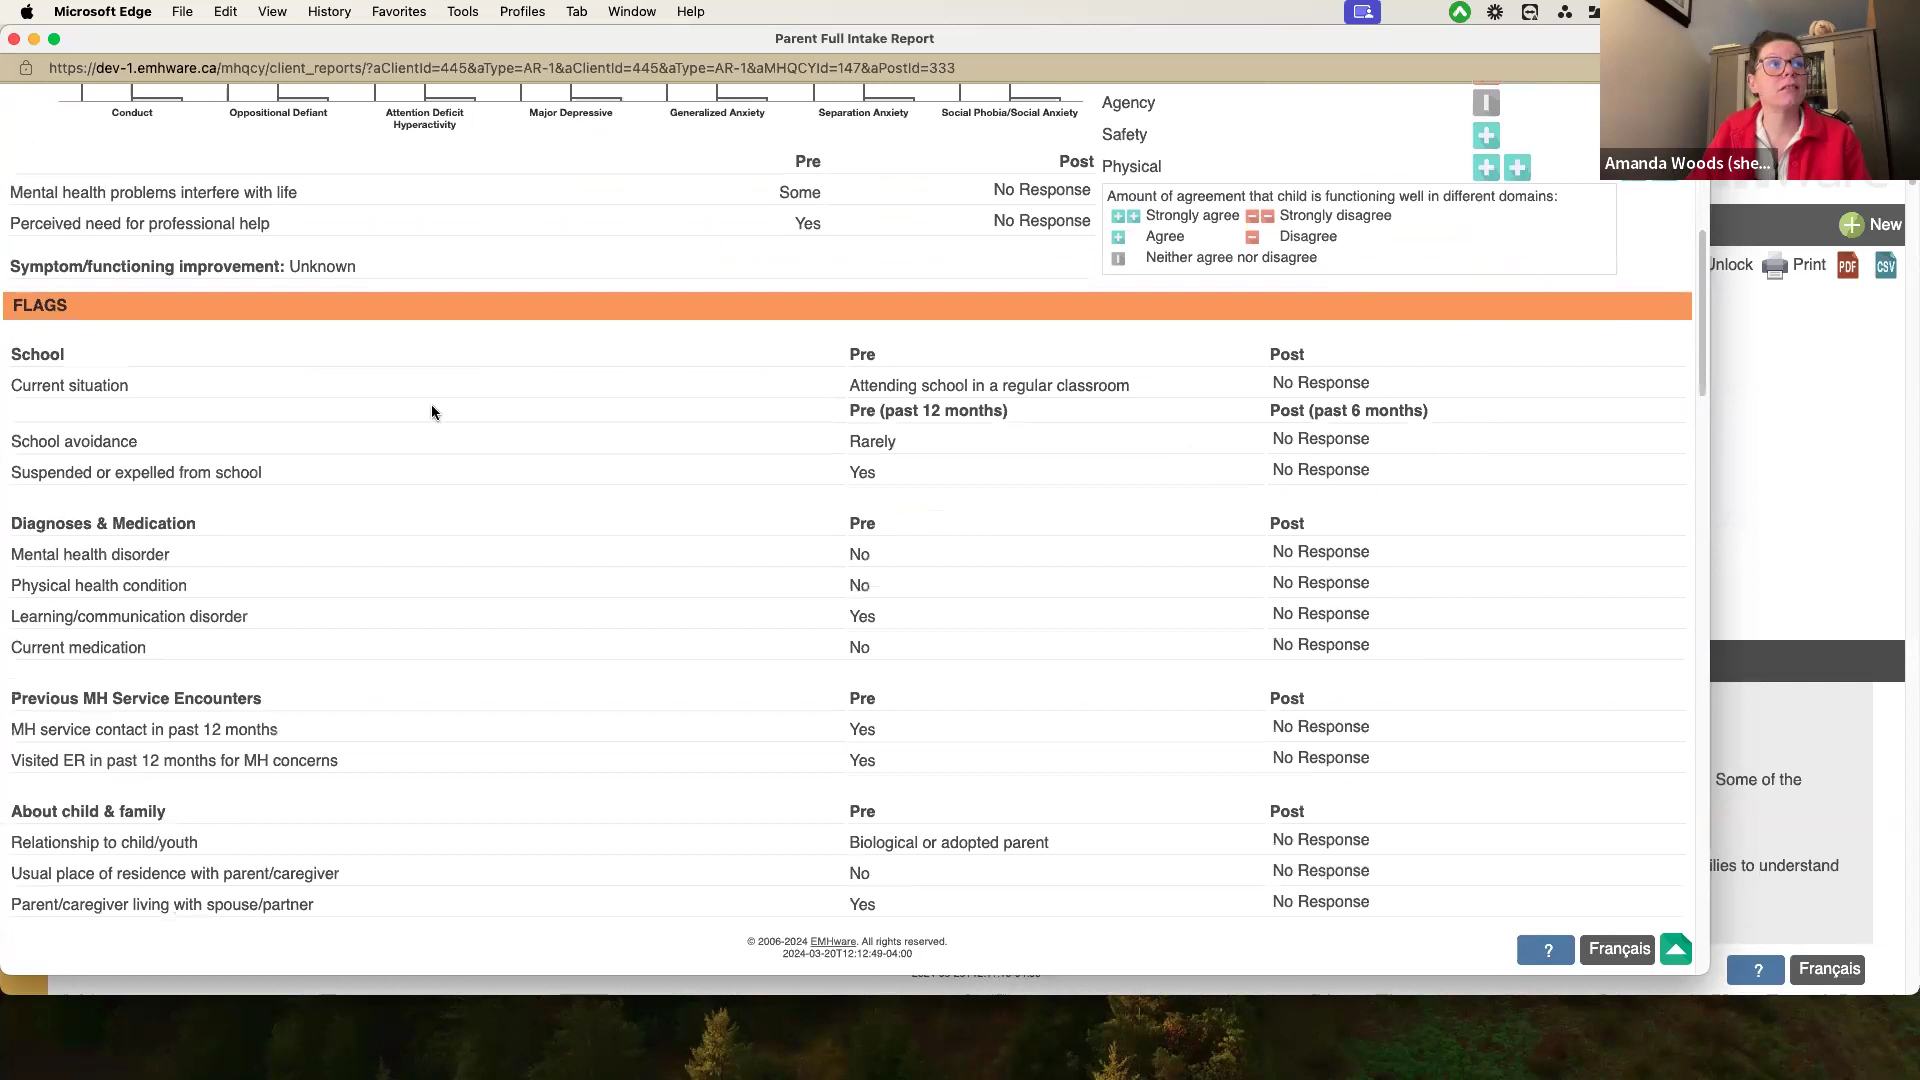 Microsoft Edge File Edit View History Favorites Tools Profiles Tab Window Help
Parent Full Intake Report
https://dev-1.emhware.ca/mhqcy/client_reports/?aClientId=445&aType=AR-1&aClientId=445&aType=AR-1&aMHQCYId=147&aPostId=333
Conduct Oppositional Defiant Attention Deficit Hyperactivity Major Depressive Generalized Anxiety Separation Anxiety Social Phobia/Social Anxiety
Agency
Safety
Physical
Amanda Woods (she...
Pre Post
Mental health problems interfere with life Some No Response
Perceived need for professional help Yes No Response
Symptom/functioning improvement: Unknown
Amount of agreement that child is functioning well in different domains:
Strongly agree Strongly disagree
Agree Disagree
Neither agree nor disagree
New
Unlock Print PDF CSV
FLAGS
School Pre Post
Current situation Attending school in a regular classroom No Response
Pre (past 12 months) Post (past 6 months)
School avoidance Rarely No Response
Suspended or expelled from school Yes No Response
Diagnoses & Medication Pre Post
Mental health disorder No No Response
Physical health condition No No Response
Learning/communication disorder Yes No Response
Current medication No No Response
Previous MH Service Encounters Pre Post
MH service contact in past 12 months Yes No Response
Visited ER in past 12 months for MH concerns Yes No Response
Some of the
About child & family Pre Post
Relationship to child/youth Biological or adopted parent No Response
Usual place of residence with parent/caregiver No No Response
ilies to understand
Parent/caregiver living with spouse/partner Yes No Response
© 2006-2024 EMHware. All rights reserved.
2024-03-20T12:12:49-04:00
? Français
? Français